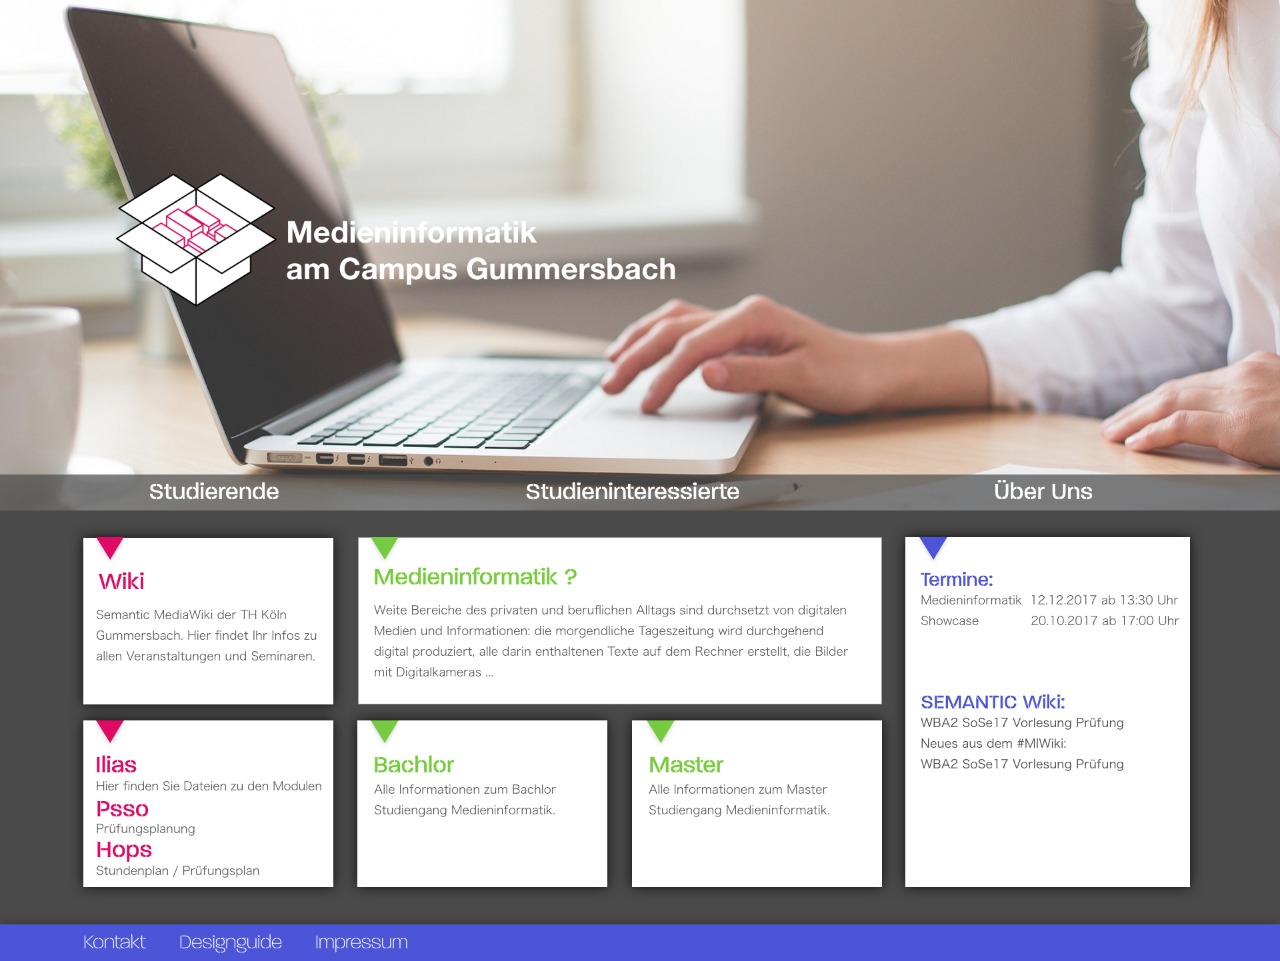 Medieninformatik
am Campus Gummersbach
Studierende
Studieninteressierte
Über Uns
Wiki
Semantic MediaWiki der TH Köln
Gummersbach. Hier findet Ihr Infos zu
allen Veranstaltungen und Seminaren.
Medieninformatik ?
Weite Bereiche des privaten und beruflichen Alltags sind durchsetzt von digitalen
Medien und Informationen: die morgendliche Tageszeitung wird durchgehend
digital produziert, alle darin enthaltenen Texte auf dem Rechner erstellt, die Bilder
mit Digitalkameras ...
Termine:
Medieninformatik 12.12.2017 ab 13:30 Uhr
Showcase 20.10.2017 ab 17:00 Uhr
SEMANTIC Wiki:
WBA2 SoSe17 Vorlesung Prüfung
Neues aus dem #MIWiki:
WBA2 SoSe17 Vorlesung Prüfung
Ilias
Hier finden Sie Dateien zu den Modulen
Psso
Prüfungsplanung
Hops
Stundenplan / Prüfungsplan
Bachlor
Alle Informationen zum Bachlor
Studiengang Medieninformatik.
Master
Alle Informationen zum Master
Studiengang Medieninformatik.
Kontakt
Designguide
Impressum